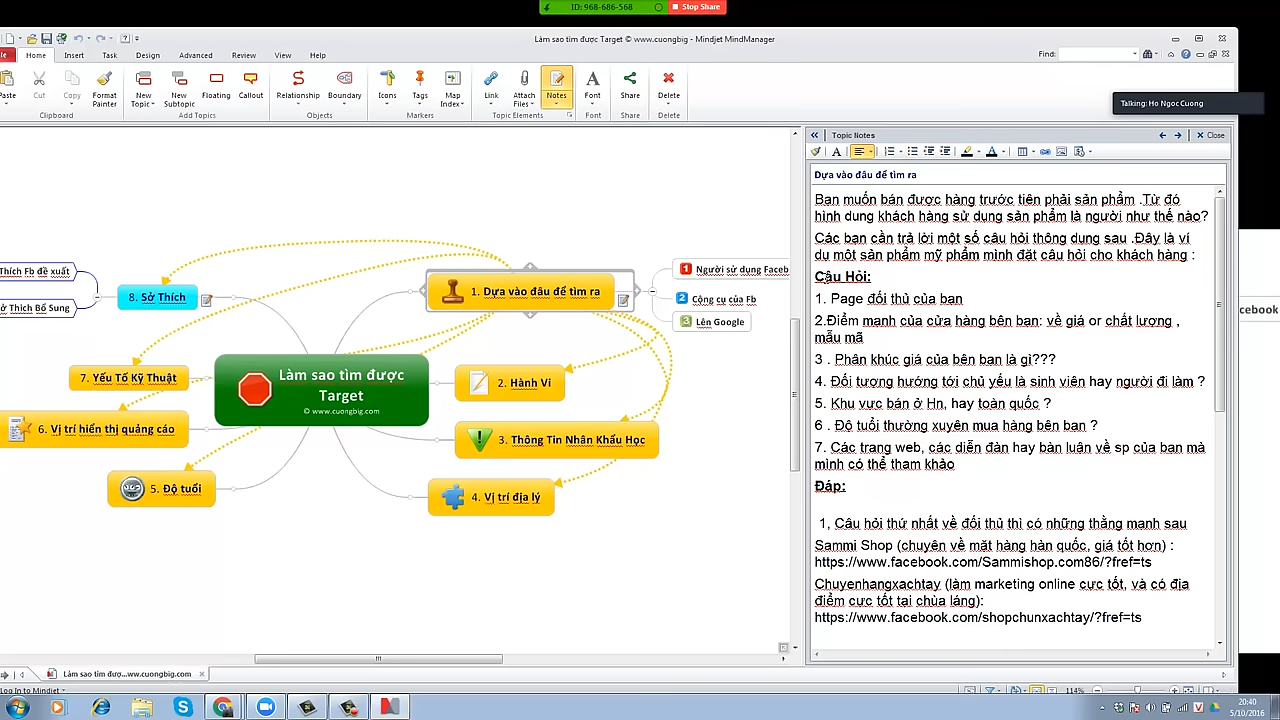 ID: 968-686-568
Stop Share
Làm sao tìm được Target © www.cuongbig.com - Mindjet MindManager
Home
Insert
Task
Design
Advanced
Review
View
Help
Find:
Cut
Copy
Format Painter
New Topic
New Subtopic
Floating
Callout
Relationship
Boundary
Icons
Tags
Map Index
Link
Attach Files
Notes
Font
Share
Delete
Clipboard
Add Topics
Objects
Markers
Topic Elements
Font
Share
Delete
Talking: Ho Ngoc Cuong
Topic Notes
Close
Dựa vào đâu để tìm ra
Bạn muốn bán được hàng trước tiên phải sản phẩm .Từ đó
hình dung khách hàng sử dụng sản phẩm là người như thế nào?
Các bạn cần trả lời một số câu hỏi thông dụng sau .Đây là ví
dụ một sản phẩm mỹ phẩm mình đặt câu hỏi cho khách hàng :
Câu Hỏi:
1. Page đối thủ của bạn
2.Điểm mạnh của cửa hàng bên bạn: về giá or chất lượng ,
mẫu mã
3 . Phân khúc giá của bên bạn là gì???
4. Đối tượng hướng tới chủ yếu là sinh viên hay người đi làm ?
5. Khu vực bán ở Hn, hay toàn quốc ?
6 . Độ tuổi thường xuyên mua hàng bên bạn ?
7. Các trang web, các diễn đàn hay bàn luận về sp của bạn mà
mình có thể tham khảo
Đáp:
1, Câu hỏi thứ nhất về đối thủ thì có những thằng mạnh sau
Sammi Shop (chuyên về mặt hàng hàn quốc, giá tốt hơn) :
https://www.facebook.com/Sammishop.com86/?fref=ts
Chuyenhangxachtay (làm marketing online cực tốt, và có địa
điểm cực tốt tại chùa láng):
https://www.facebook.com/shopchunxachtay/?fref=ts
Thích Fb đề xuất
Thích Bổ Sung
8. Sở Thích
7. Yếu Tố Kỹ Thuật
6. Vị trí hiển thị quảng cáo
5. Độ tuổi
Làm sao tìm được
Target
© www.cuongbig.com
1. Dựa vào đâu để tìm ra
1 Người sử dụng Faceb
2 Công cụ của Fb
3 Lên Google
2. Hành Vi
3. Thông Tin Nhân Khẩu Học
4. Vị trí địa lý
cebook
Làm sao tìm đượ...ww.cuongbig.com
Log In to Mindjet
114%
20:40
5/10/2016